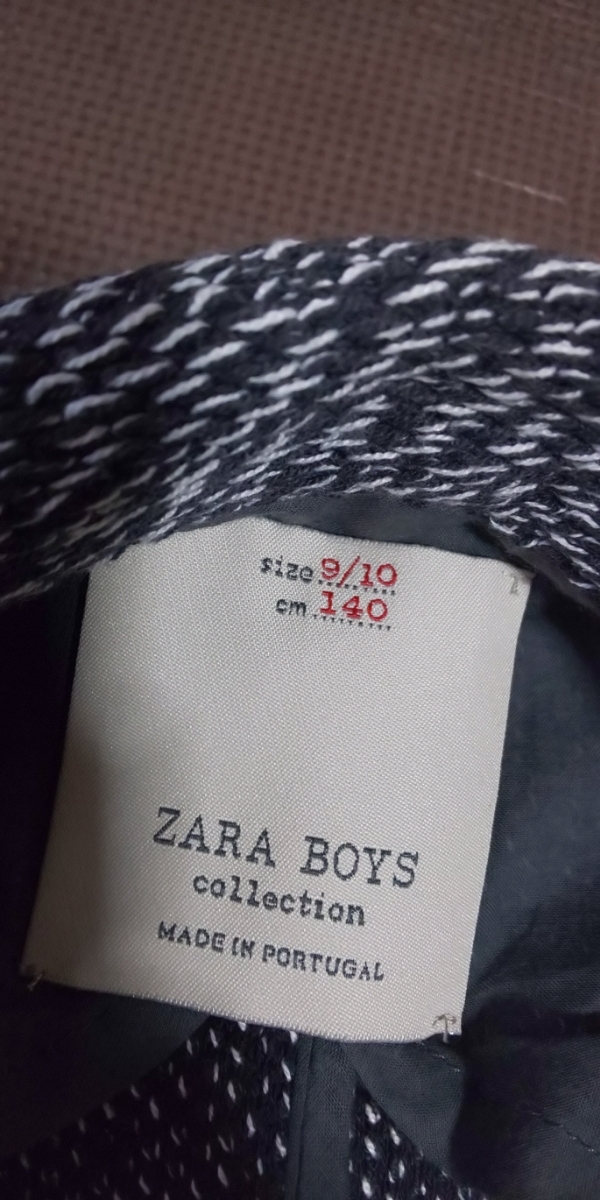 size 9/10
cm 140
ZARA BOYS
collection
MADE IN PORTUGAL